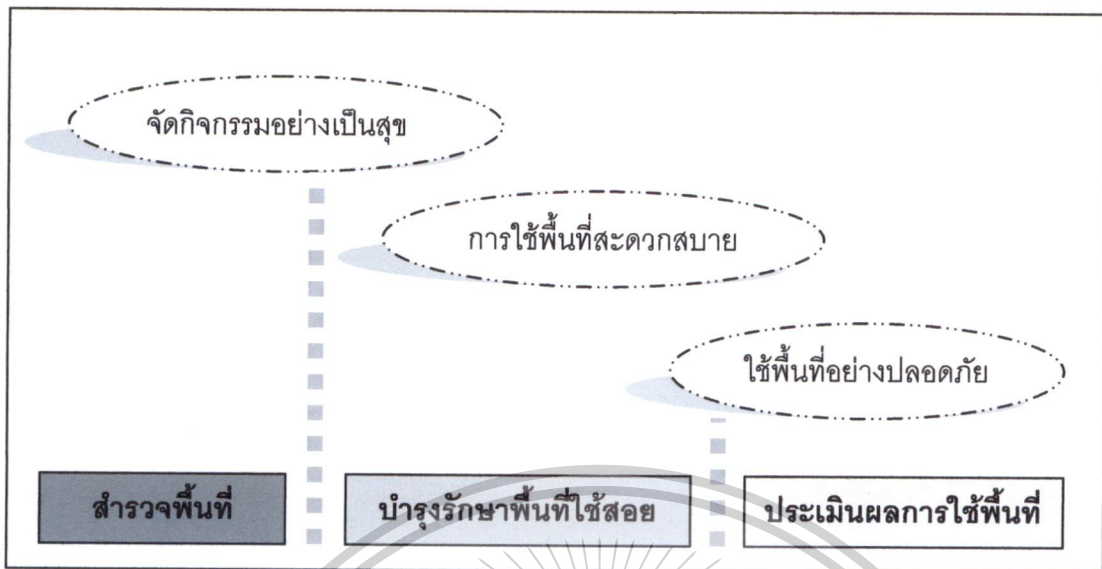 จัดกิจกรรมอย่างเป็นสุข
การใช้พื้นที่สะดวกสบาย
ใช้พื้นที่อย่างปลอดภัย
สำรวจพื้นที่
บำรุงรักษาพื้นที่ใช้สอย
ประเมินผลการใช้พื้นที่